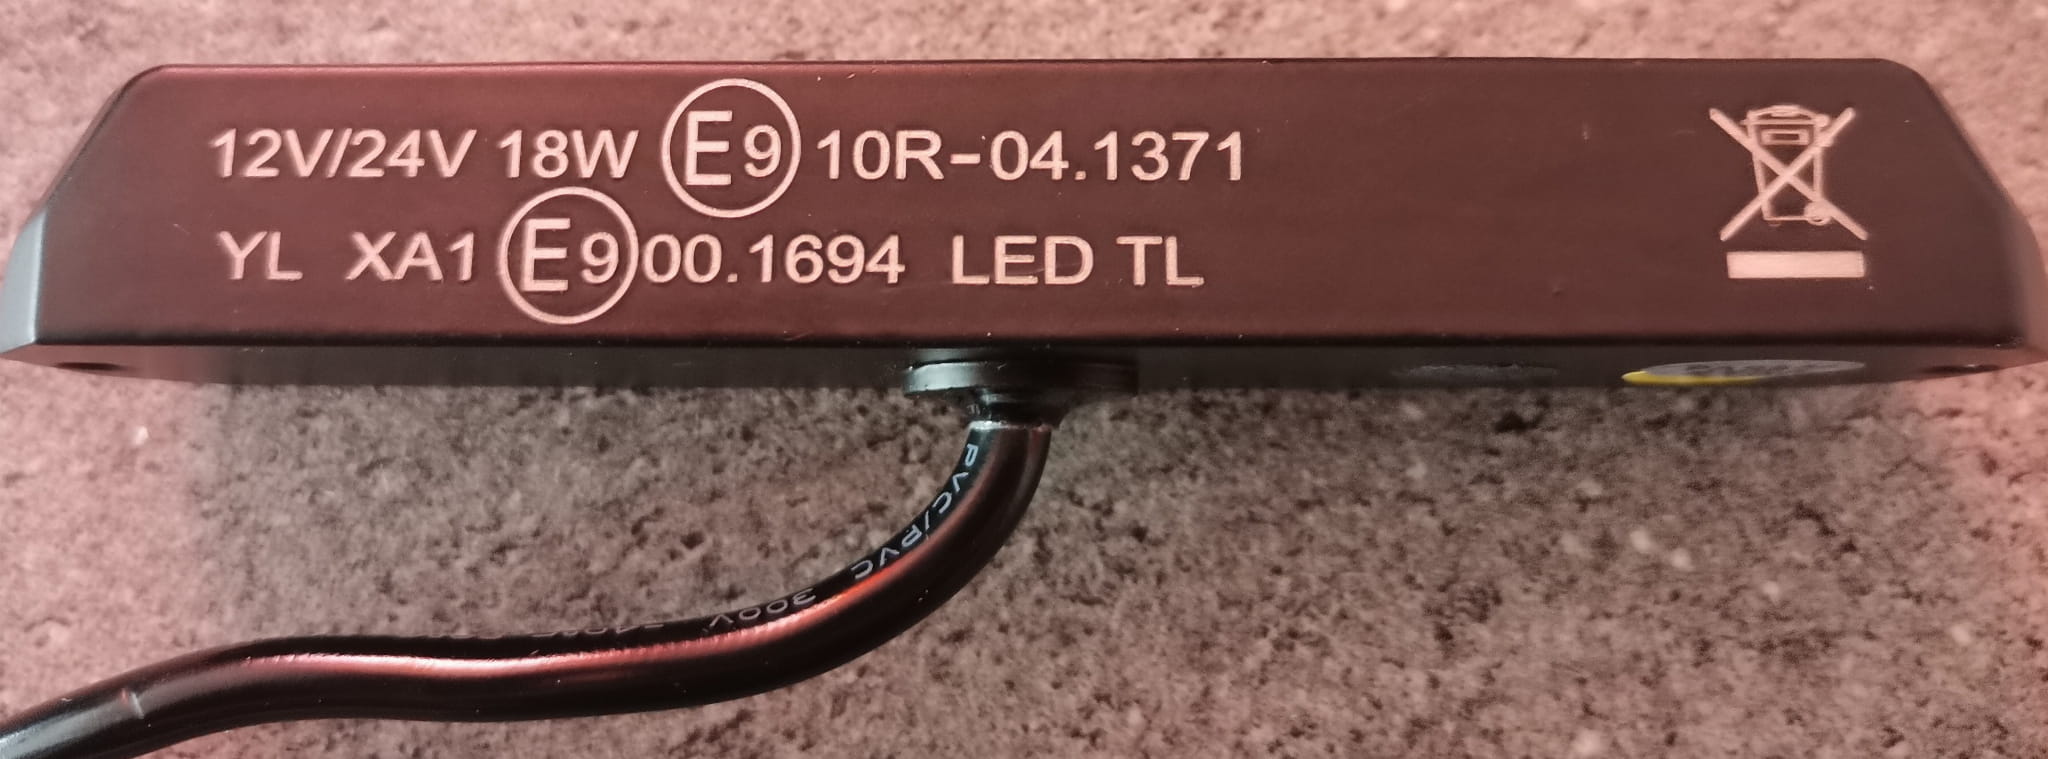 12V/24V 18W E9 10R-04.1371
YL XA1 E9 00.1694 LED TL
PVC/PVC 300V